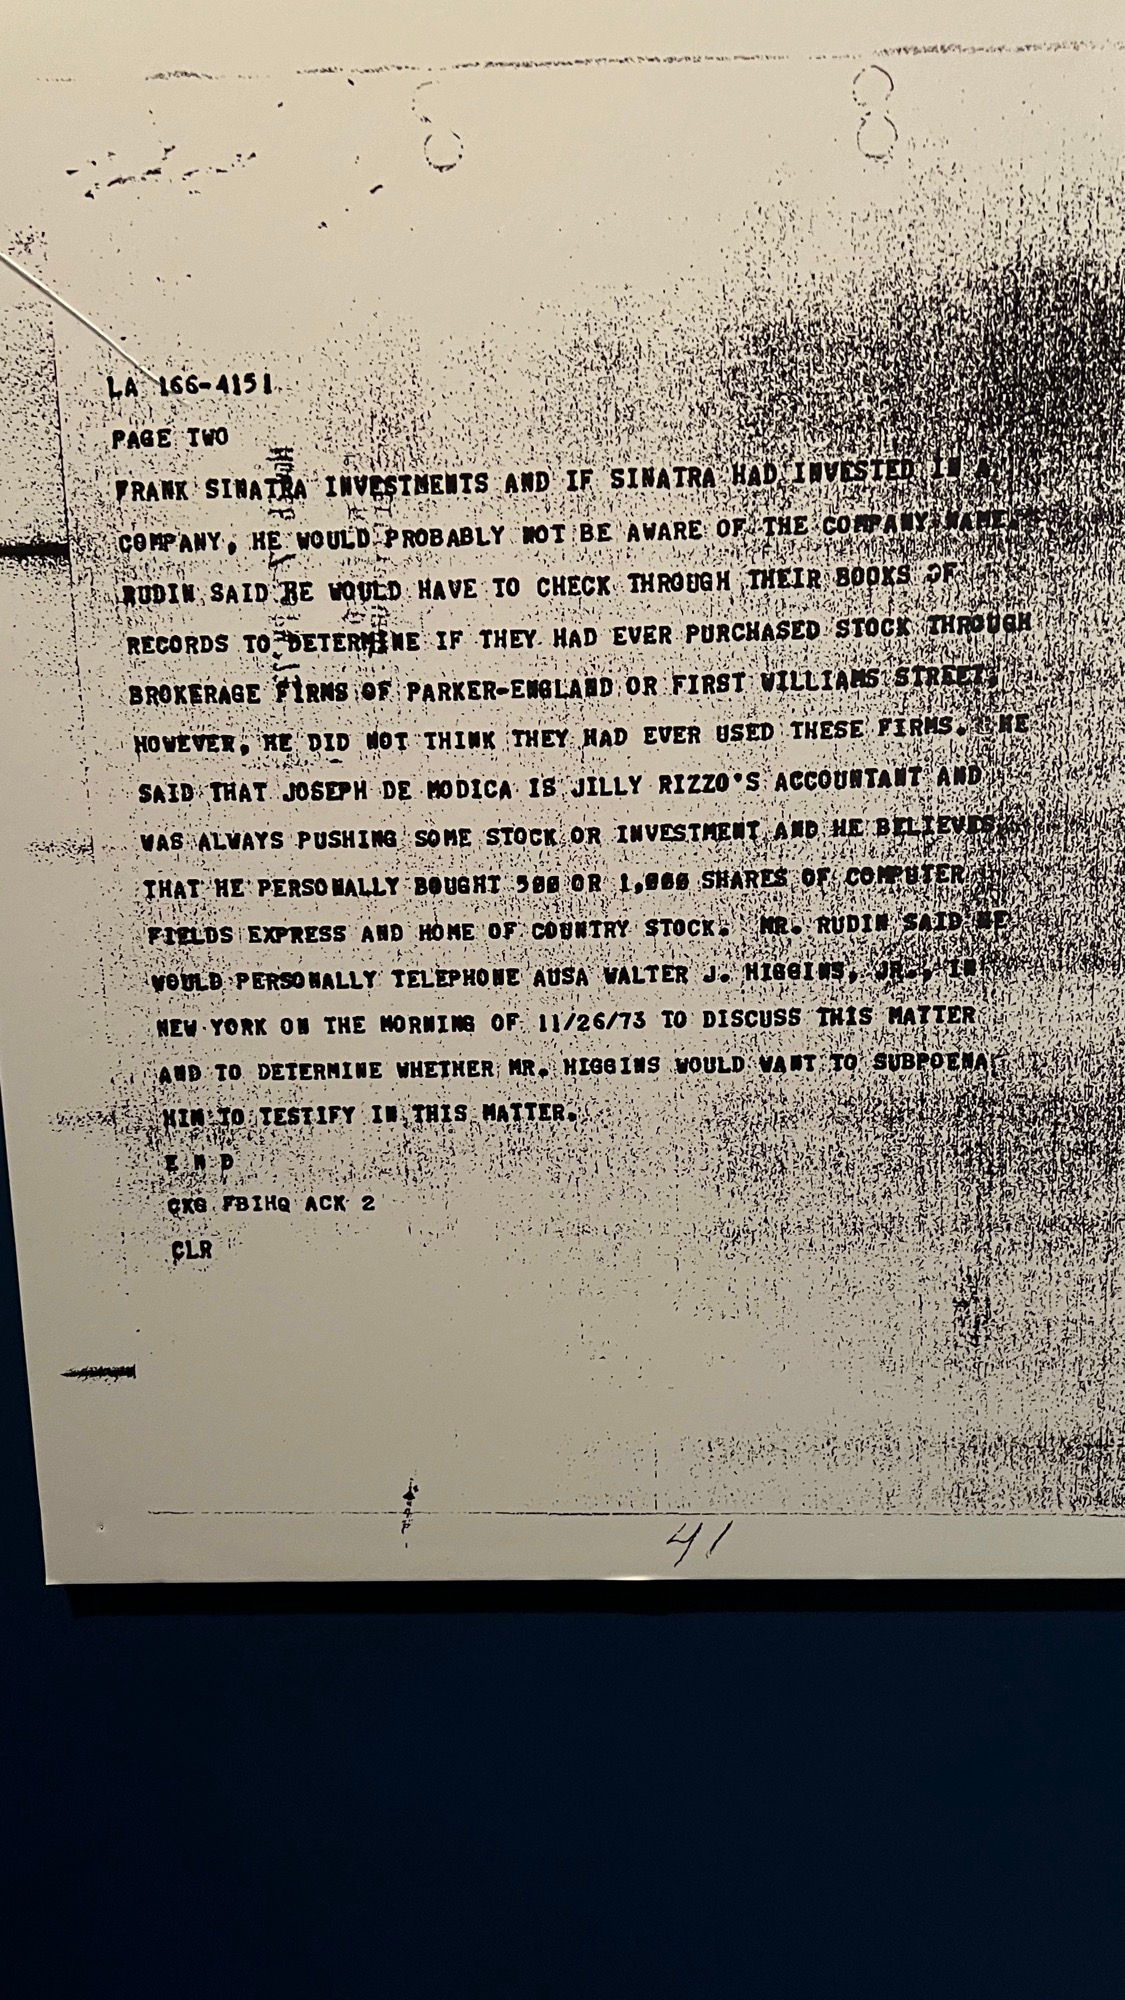 LA 166-4151
PAGE TWO
FRANK SINATRA INVESTMENTS AND IF SINATRA HAD INVESTED IN A
COMPANY, HE WOULD PROBABLY NOT BE AWARE OF THE COMPANY NAME.
RUDIN SAID HE WOULD HAVE TO CHECK THROUGH THEIR BOOKS OF
RECORDS TO DETERMINE IF THEY HAD EVER PURCHASED STOCK THROUGH
BROKERAGE FIRMS OF PARKER-ENGLAND OR FIRST WILLIAMS STREET;
HOWEVER, HE DID NOT THINK THEY HAD EVER USED THESE FIRMS. HE
SAID THAT JOSEPH DE MODICA IS JILLY RIZZO'S ACCOUNTANT AND
WAS ALWAYS PUSHING SOME STOCK OR INVESTMENT AND HE BELIEVES
THAT HE PERSONALLY BOUGHT 500 OR 1,000 SHARES OF COMPUTER
FIELDS EXPRESS AND HOME OF COUNTRY STOCK. MR. RUDIN SAID HE
WOULD PERSONALLY TELEPHONE AUSA WALTER J. HIGGINS, JR., IN
NEW YORK ON THE MORNING OF 11/26/73 TO DISCUSS THIS MATTER
AND TO DETERMINE WHETHER MR. HIGGINS WOULD WANT TO SUBPOENA
HIM TO TESTIFY IN THIS MATTER.
E N D
CKG FBIHQ ACK 2
CLR
41